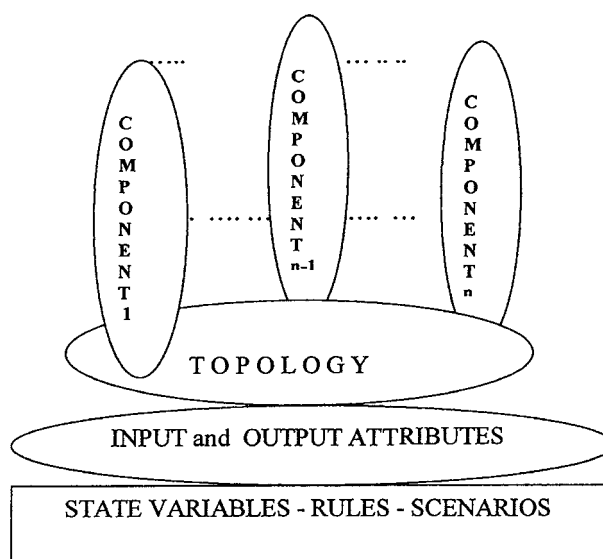 COMPONENT 1
COMPONENT n-1
COMPONENT n
TOPOLOGY
INPUT and OUTPUT ATTRIBUTES
STATE VARIABLES - RULES - SCENARIOS